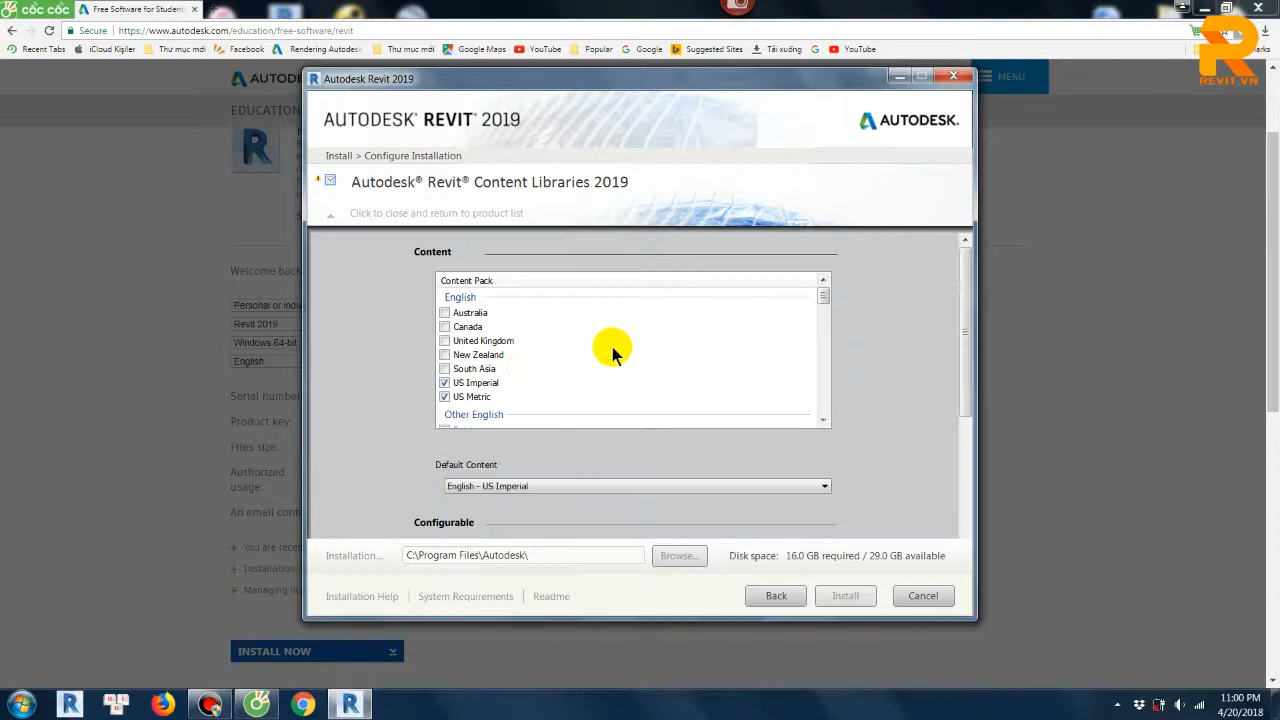 cốc cốc
Free Software for Student
Secure
https://www.autodesk.com/education/free-software/revit
Recent Tabs
iCloud Kişiler
Thư mục mới
Facebook
Rendering Autodes
Thư mục mới
Google Maps
YouTube
Popular
Google
Suggested Sites
Tải xuống
YouTube
REVIT.VN
MENU
EDUCATION
Autodesk Revit 2019
AUTODESK® REVIT® 2019
AUTODESK.
Install > Configure Installation
Autodesk® Revit® Content Libraries 2019
Click to close and return to product list
Content
Content Pack
English
Australia
Canada
United Kingdom
New Zealand
South Asia
US Imperial
US Metric
Other English
Default Content
English - US Imperial
Configurable
Installation...
C:\Program Files\Autodesk\
Browse...
Disk space: 16.0 GB required / 29.0 GB available
Installation Help
System Requirements
Readme
Back
Install
Cancel
Welcome back
Personal or indiv
Revit 2019
Windows 64-bit
English
Serial number
Product key:
Files size:
Authorized
usage:
An email cont
You are rece
Installation
Managing lic
INSTALL NOW
11:00 PM
4/20/2018